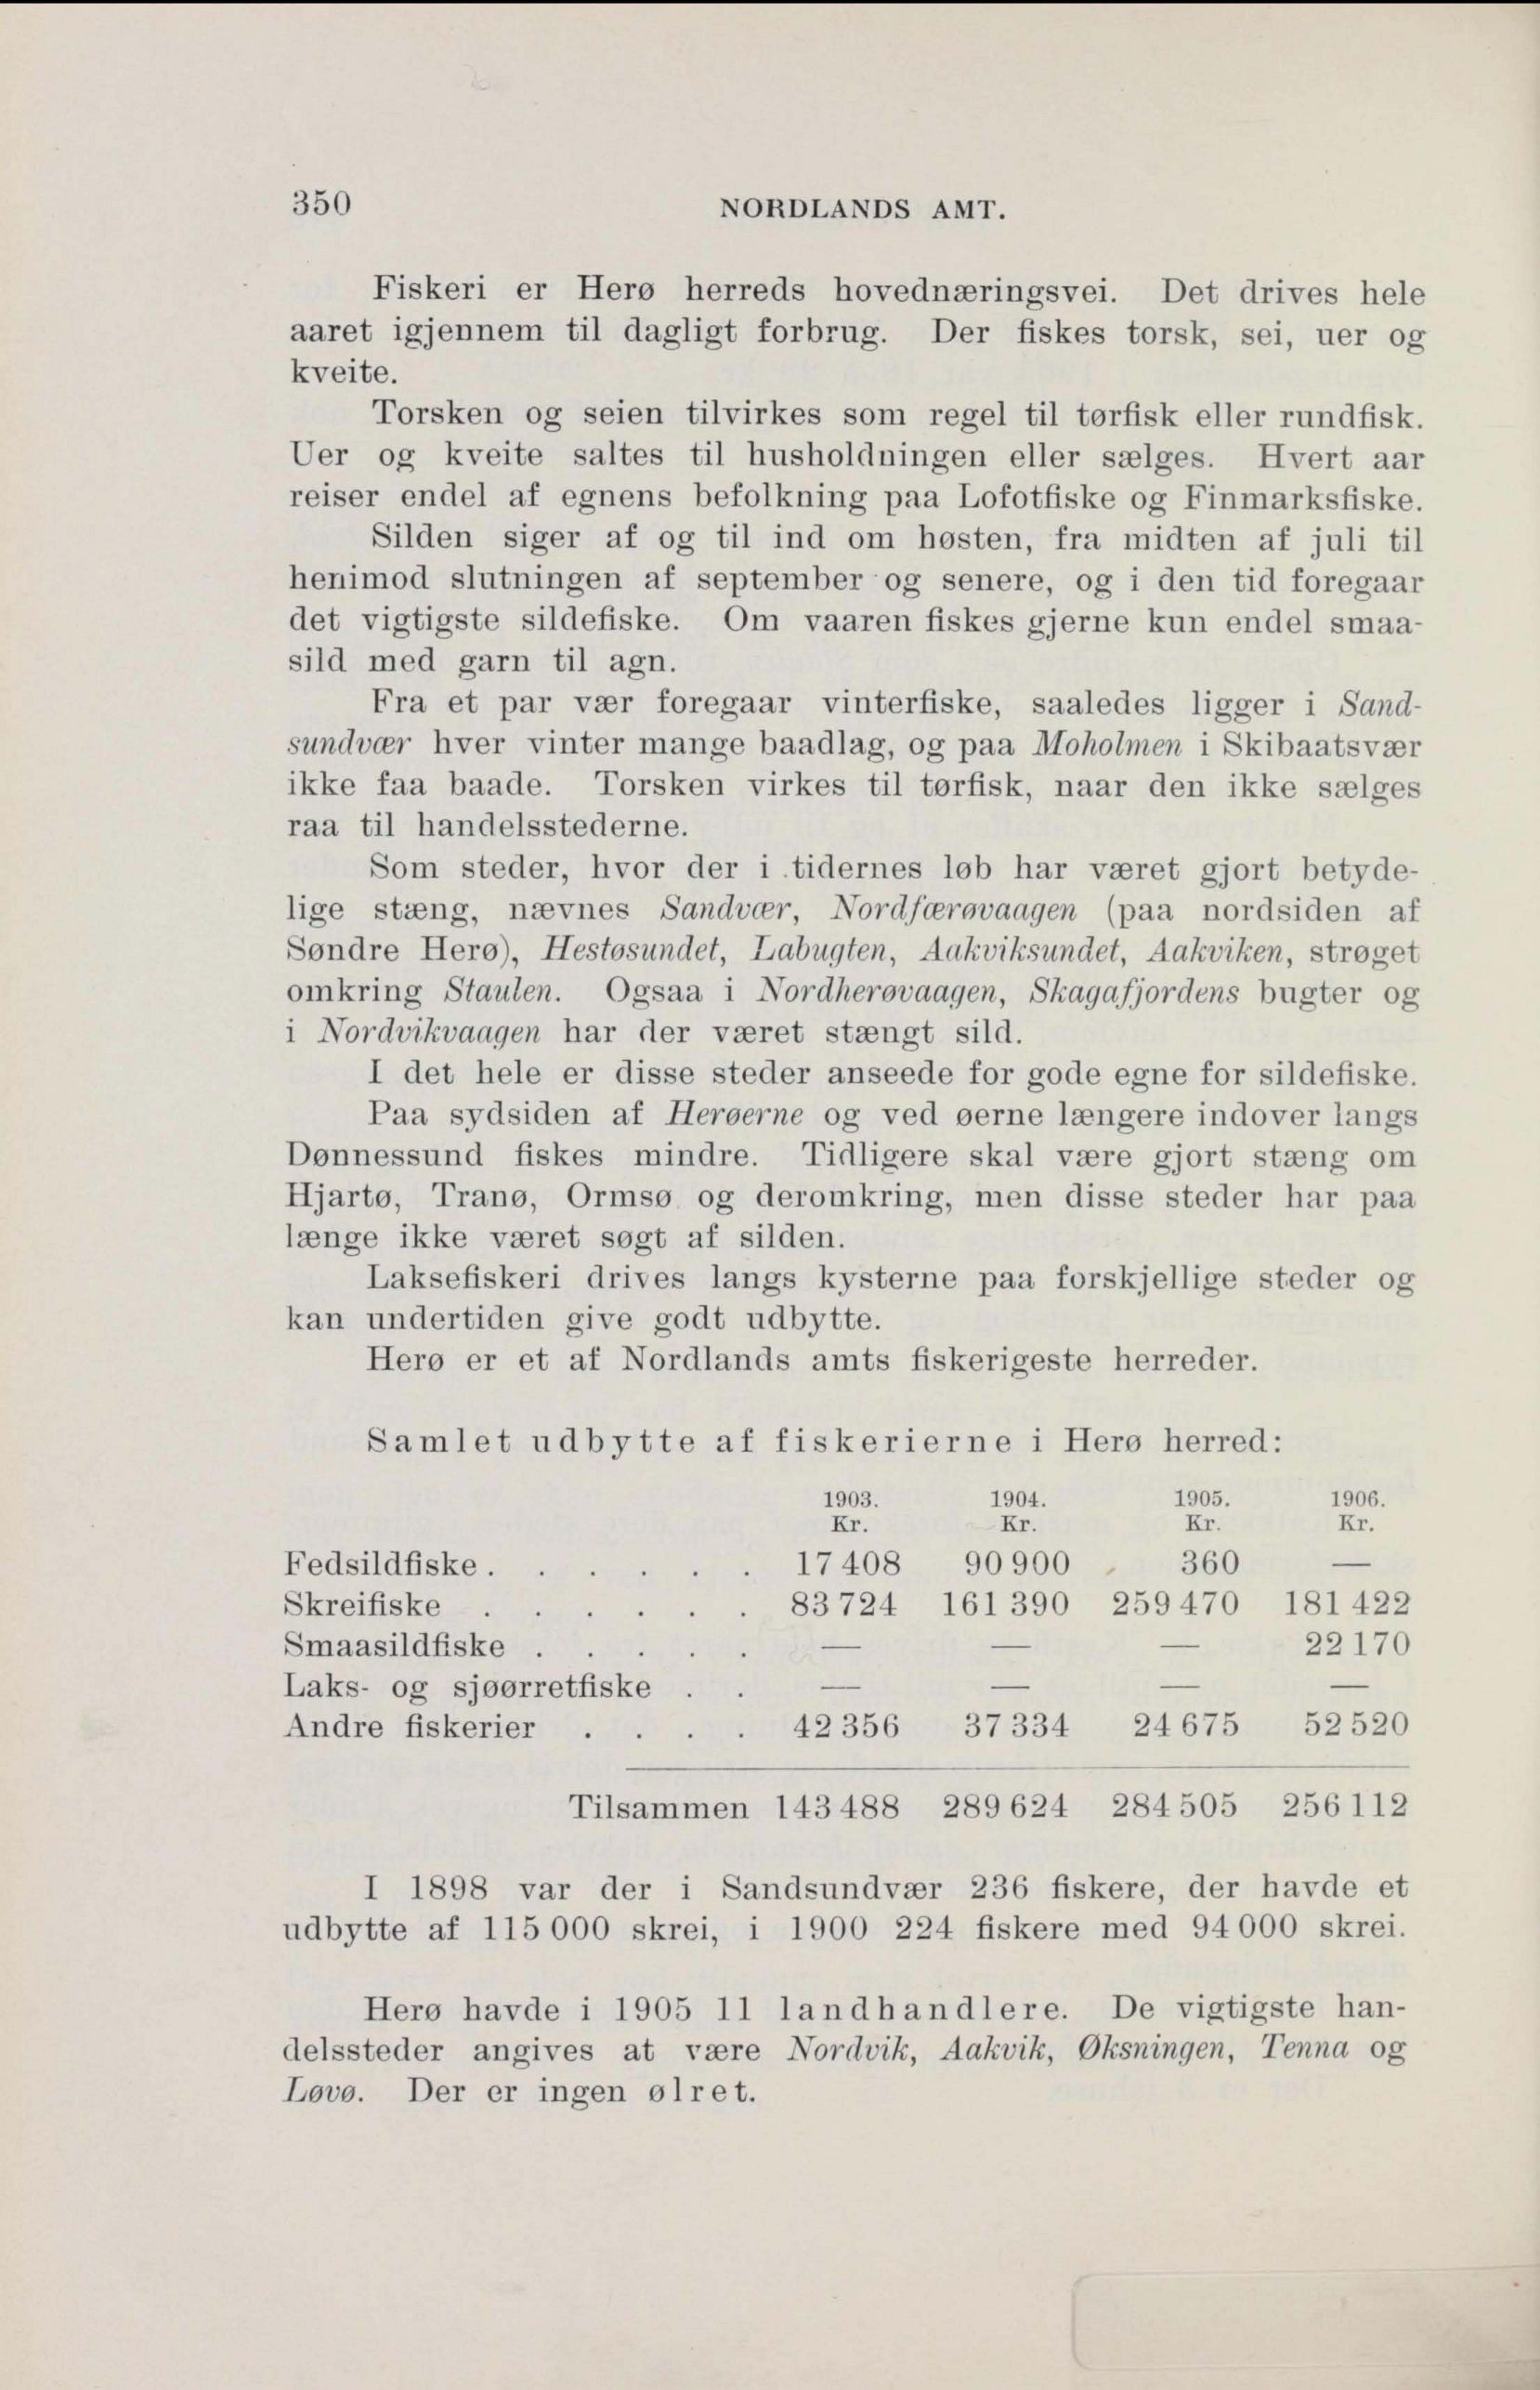 350
NORDLANDS AMT.
Fiskeri er Herø herreds hovednæringsvei. Det drives hele
aaret igjennem til dagligt forbrug. Der fiskes torsk, sei, uer og
kveite.
Torsken og seien tilvirkes som regel til tørfisk eller rundfisk.
Uer og kveite saltes til husholdningen eller sælges. Hvert aar
reiser endel af egnens befolkning paa Lofotfiske og Finmarksfiske.
Silden siger af og til ind om høsten, fra midten af juli til
henimod slutningen af september og senere, og i den tid foregaar
det vigtigste sildefiske. Om vaaren fiskes gjerne kun endel smaa-
sild med garn til agn.
Fra et par vær foregaar vinterfiske, saaledes ligger i Sand-
sundvær hver vinter mange baadlag, og paa Moholmen i Skibaatsvær
ikke faa baade. Torsken virkes til tørfisk, naar den ikke sælges
raa til handelsstederne.
Som steder, hvor der i tidernes løb har været gjort betyde-
lige stæng, nævnes Sandvær, Nordfærøvaagen (paa nordsiden af
Søndre Herø), Hestøsundet, Labugten, Aakviksundet, Aakviken, strøget
omkring Staulen. Ogsaa i Nordherøvaagen, Skagafjordens bugter og
i Nordvikvaagen har der været stængt sild.
I det hele er disse steder anseede for gode egne for sildefiske.
Paa sydsiden af Herøerne og ved øerne længere indover langs
Dønnessund fiskes mindre. Tidligere skal være gjort stæng om
Hjartø, Tranø, Ormsø og deromkring, men disse steder har paa
længe ikke været søgt af silden.
Laksefiskeri drives langs kysterne paa forskjellige steder og
kan undertiden give godt udbytte.
Herø er et af Nordlands amts fiskerigeste herreder.
Samlet udbytte af fiskerierne i Herø herred:
1903. 1904. 1905. 1906.
Kr. Kr. Kr. Kr.
Fedsildfiske . . . . . . 17 408 90 900 360 —
Skreifiske . . . . . . 83 724 161 390 259 470 181 422
Smaasildfiske . . . . . — — — 22 170
Laks- og sjøørretfiske . . — — — —
Andre fiskerier . . . . 42 356 37 334 24 675 52 520
Tilsammen 143 488 289 624 284 505 256 112
I 1898 var der i Sandsundvær 236 fiskere, der havde et
udbytte af 115 000 skrei, i 1900 224 fiskere med 94 000 skrei.
Herø havde i 1905 11 landhandlere. De vigtigste han-
delssteder angives at være Nordvik, Aakvik, Øksningen, Tenna og
Løvø. Der er ingen ølret.